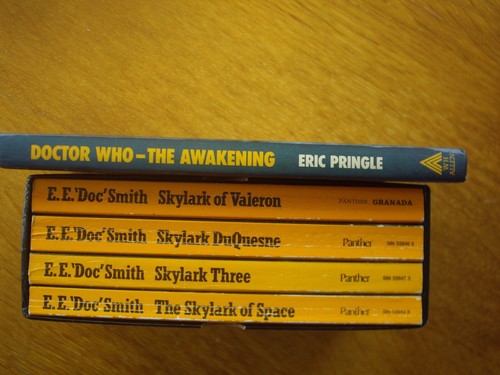 DOCTOR WHO - THE AWAKENING ERIC PRINGLE
E.E.'Doc' Smith Skylark of Valeron PANTHER GRANADA
E.E.'Doc' Smith Skylark DuQuesne Panther
E.E.'Doc' Smith Skylark Three Panther
E.E.'Doc' Smith The Skylark of Space Panther